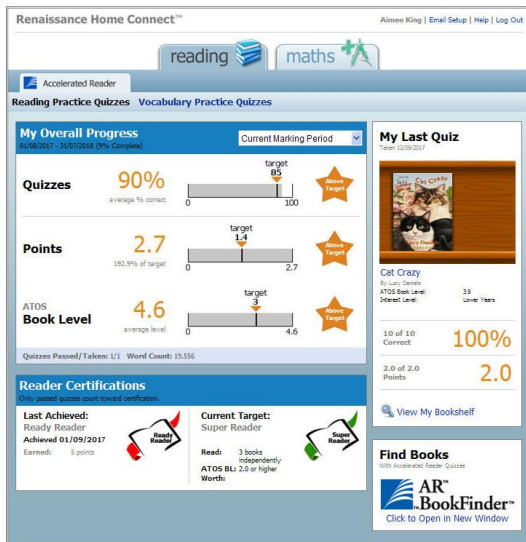 Renaissance Home Connect™
Aimee King | Email Setup | Help | Log Out
reading
maths
Accelerated Reader
Reading Practice Quizzes Vocabulary Practice Quizzes
My Overall Progress
01/08/2017 - 31/07/2018 (9% Complete)
Current Marking Period
Quizzes
90%
average % correct
target
85
0
100
Above Target
Points
2.7
192.9% of target
target
1.4
0
2.7
Above Target
ATOS
Book Level
4.6
average level
target
3
0
4.6
Above Target
Quizzes Passed/Taken: 1/1 Word Count: 19,556
Reader Certifications
Only passed quizzes count toward certification.
Last Achieved:
Ready Reader
Achieved 01/09/2017
Earned: 5 points
Ready
Reader
Current Target:
Super Reader
Read: 3 books
independently
ATOS BL: 2.0 or higher
Worth:
Super
Reader
My Last Quiz
Taken 12/09/2017
Cat Crazy
Cat Crazy
By Lucy Daniels
ATOS Book Level: 3.9
Interest Level: Lower Years
10 of 10
Correct
100%
2.0 of 2.0
Points
2.0
View My Bookshelf
Find Books
With Accelerated Reader Quizzes
AR™
BookFinder™
Click to Open in New Window